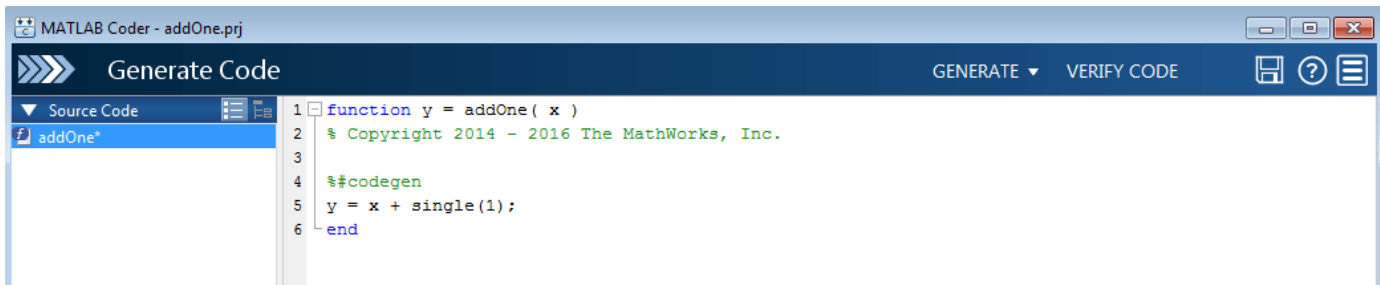 MATLAB Coder - addOne.prj
Generate Code
GENERATE VERIFY CODE
Source Code
addOne*
1 function y = addOne( x )
2 % Copyright 2014 - 2016 The MathWorks, Inc.
3
4 %#codegen
5 y = x + single(1);
6 end